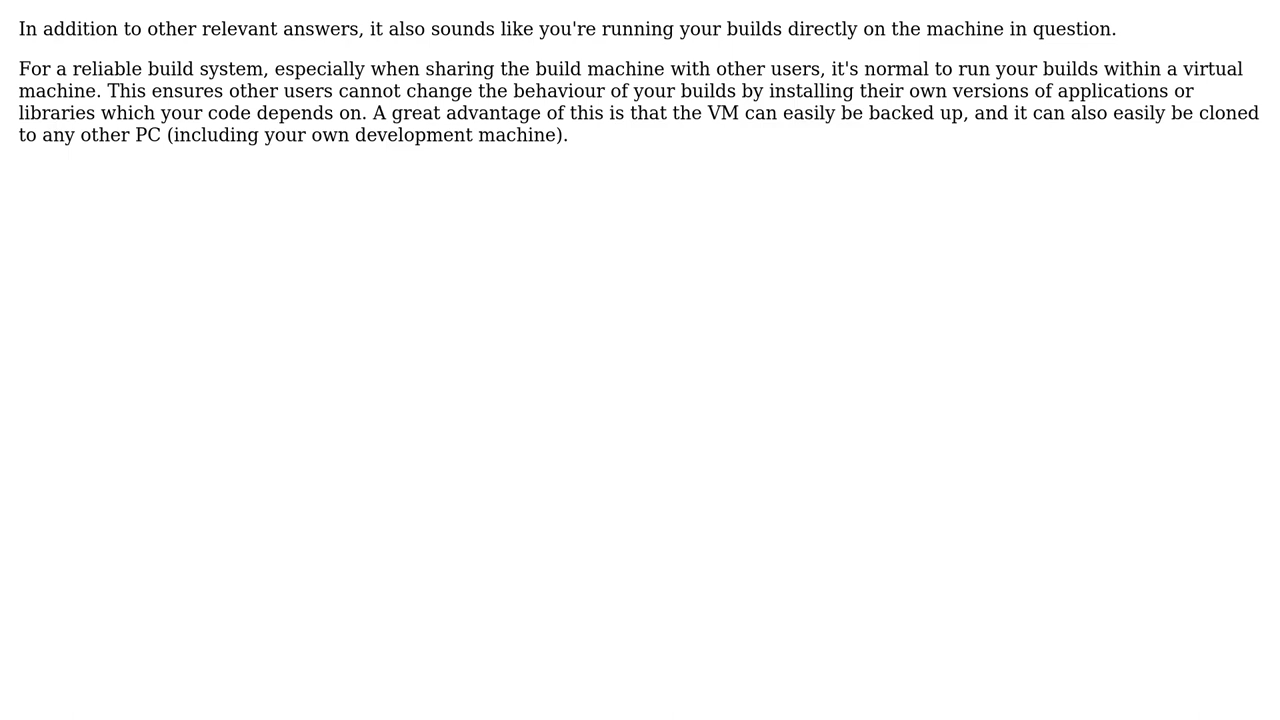 In addition to other relevant answers, it also sounds like you're running your builds directly on the machine in question.
For a reliable build system, especially when sharing the build machine with other users, it's normal to run your builds within a virtual
machine. This ensures other users cannot change the behaviour of your builds by installing their own versions of applications or
libraries which your code depends on. A great advantage of this is that the VM can easily be backed up, and it can also easily be cloned
to any other PC (including your own development machine).